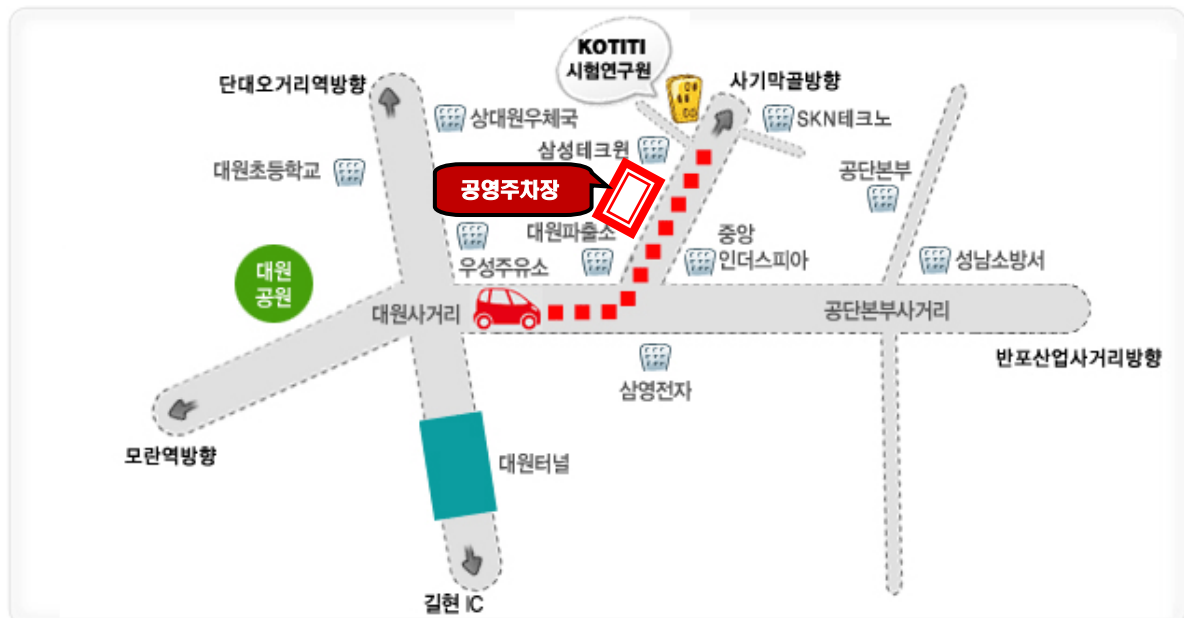 KOTITI
시험연구원
단대오거리역방향
사기막골방향
상대원우체국
SKN테크노
삼성테크윈
대원초등학교
공단본부
공영주차장
대원파출소
중앙
인더스피아
우성주유소
성남소방서
대원
공원
대원사거리
공단본부사거리
반포산업사거리방향
삼영전자
모란역방향
대원터널
길현 IC